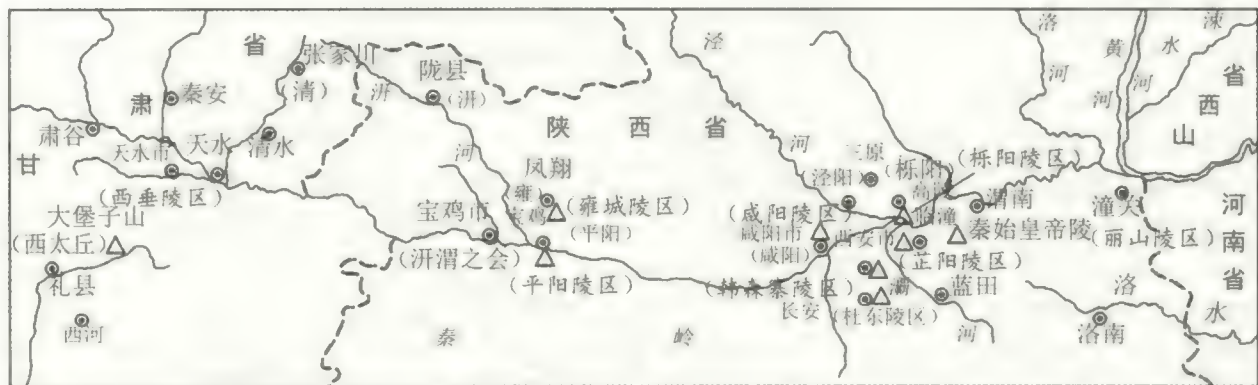 甘肃省
陕西省
山西省
河南省
张家川
(清)
秦安
肃谷
天水市
天水
清水
(西垂陵区)
大堡子山
(西太丘)
礼县
西河
陇县
(汧)
汧河
凤翔
(雍)
(雍城陵区)
宝鸡
(平阳)
(平阳陵区)
宝鸡市
(汧渭之会)
秦岭
泾河
洛河
黄河
涑水
三原
(泾阳)
(栎阳)
(栎阳陵区)
高陵
临潼
渭南
潼关
秦始皇帝陵
(丽山陵区)
(咸阳陵区)
咸阳市
(咸阳)
西安市
(芷阳陵区)
(韩森寨陵区)
长安
(杜东陵区)
灞河
蓝田
洛南
洛水